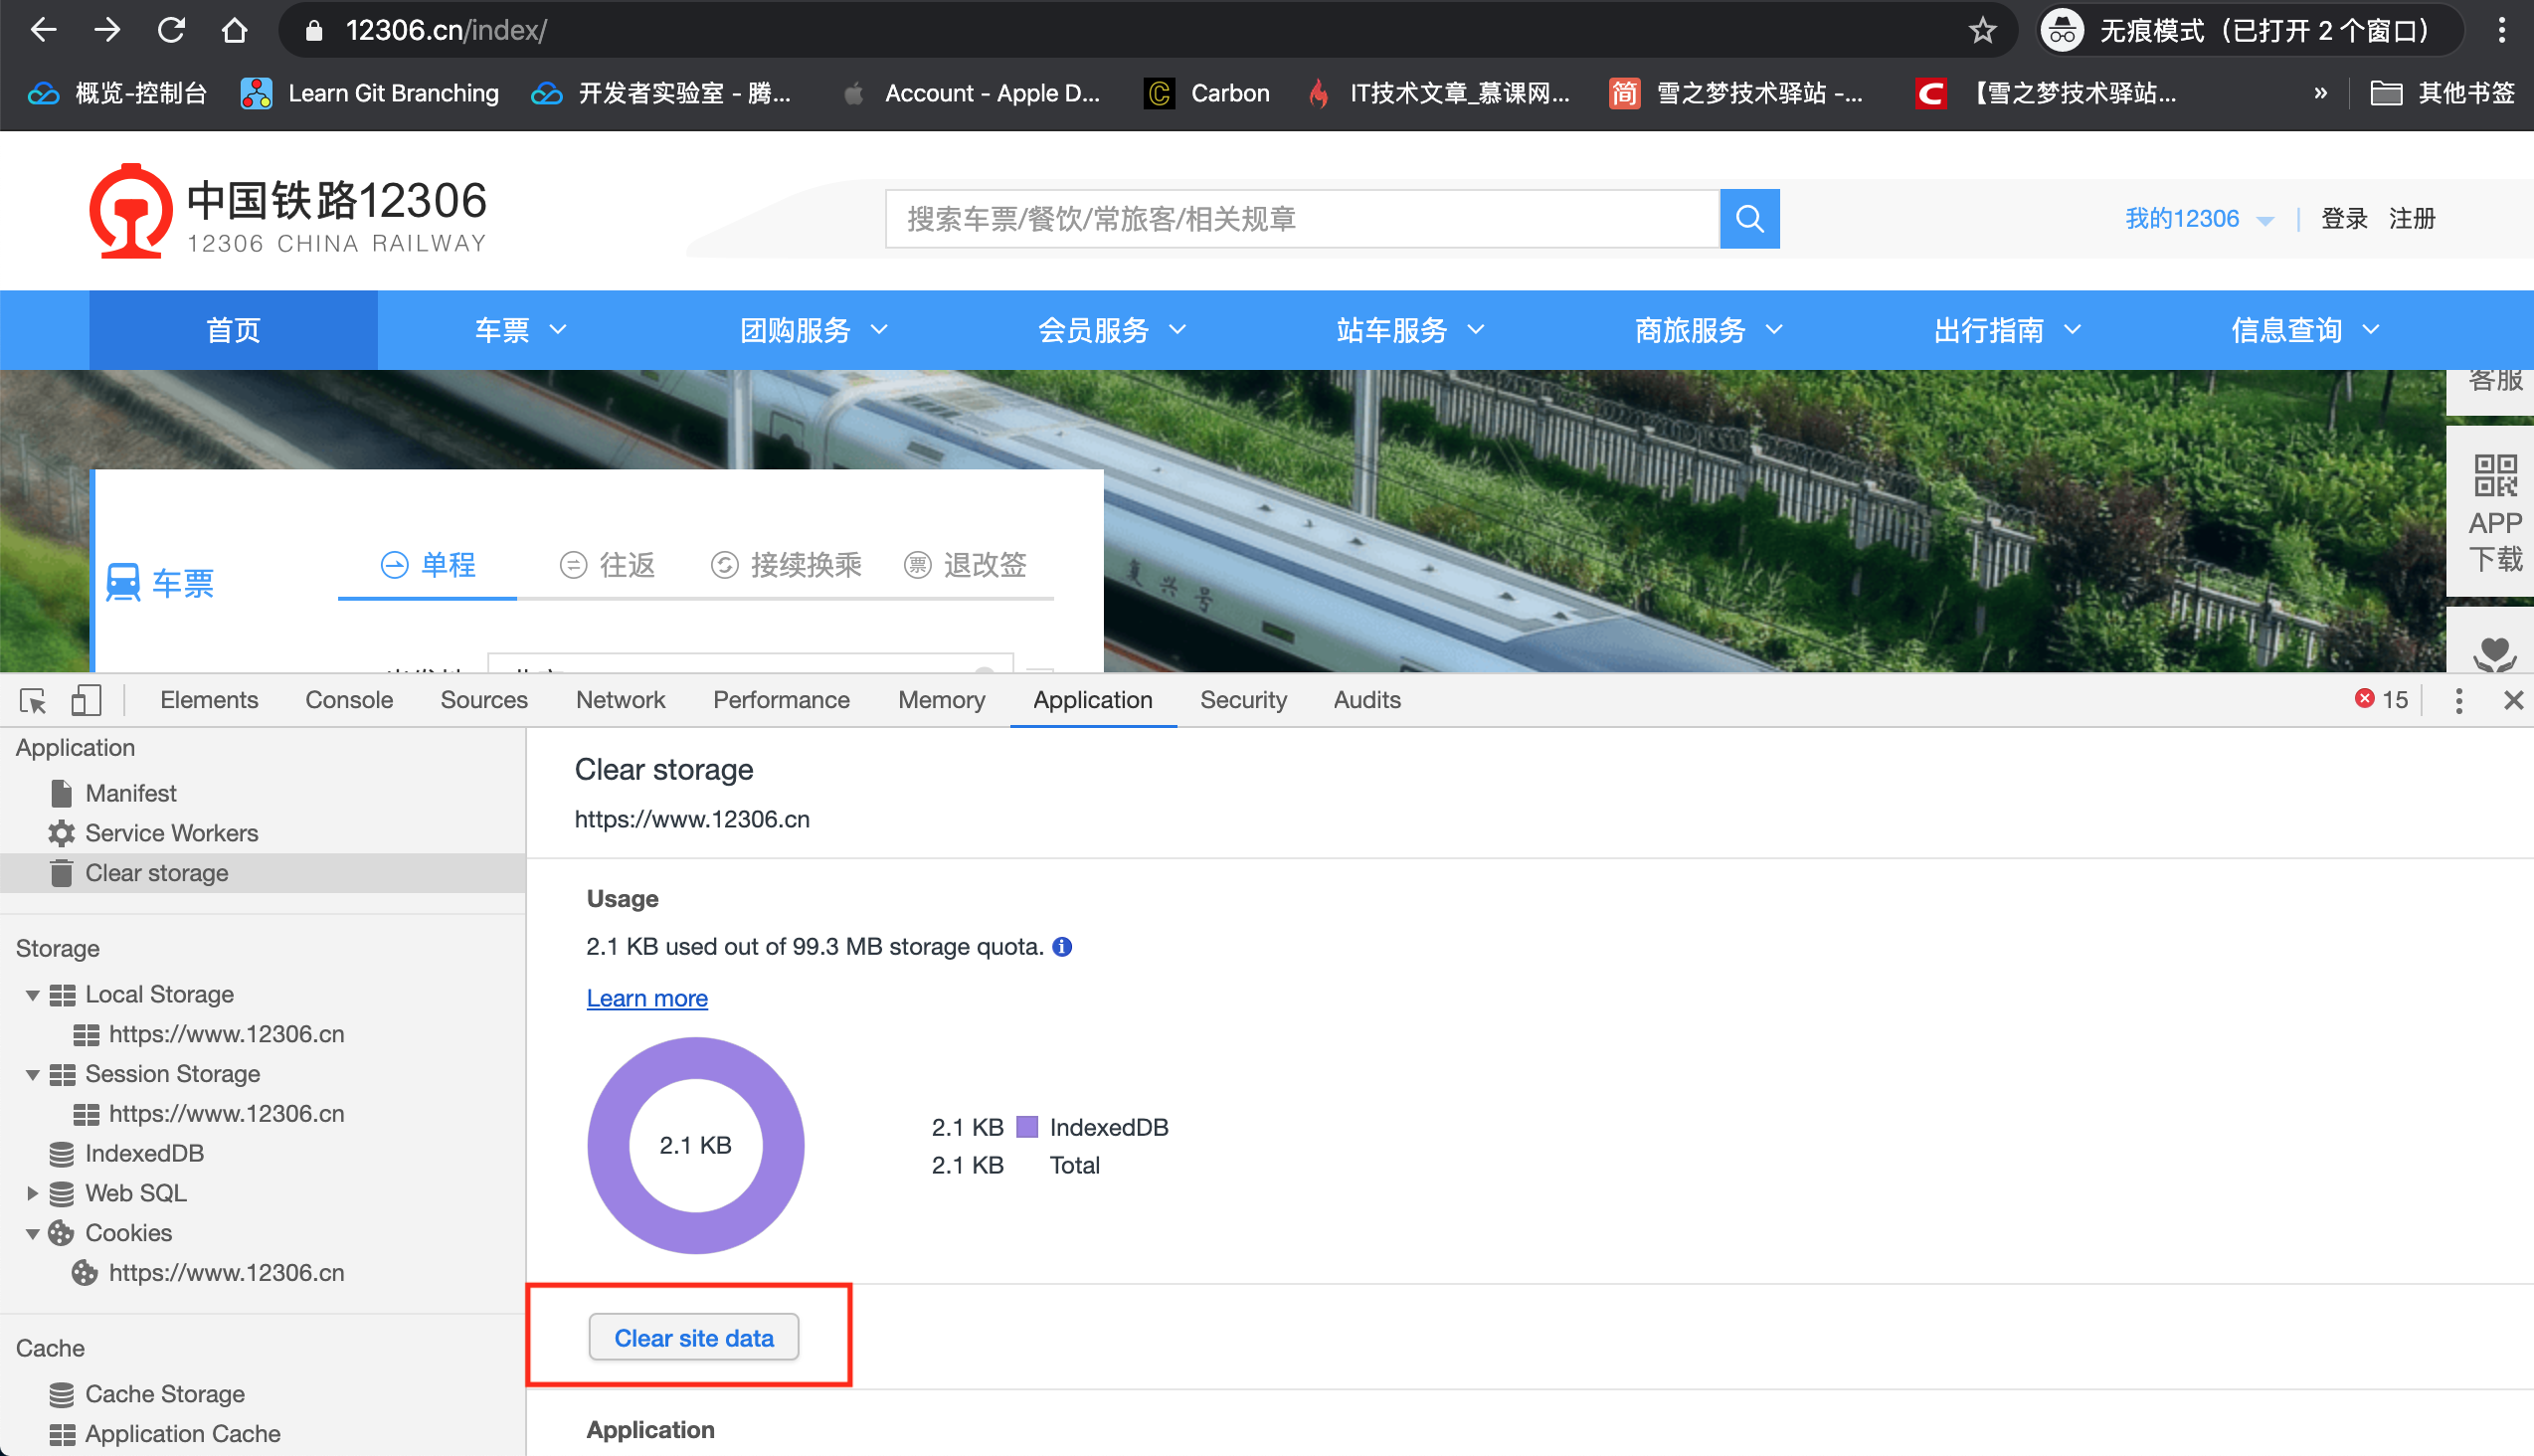 12306.cn/index/
无痕模式（已打开 2 个窗口）
概览-控制台
Learn Git Branching
开发者实验室 - 腾...
Account - Apple D...
Carbon
IT技术文章_慕课网...
简 雪之梦技术驿站 -...
【雪之梦技术驿站...
»
其他书签
中国铁路12306
12306 CHINA RAILWAY
搜索车票/餐饮/常旅客/相关规章
我的12306
登录 注册
首页
车票
团购服务
会员服务
站车服务
商旅服务
出行指南
信息查询
客服
APP
下载
复兴号
车票
单程
往返
接续换乘
票 退改签
Elements
Console
Sources
Network
Performance
Memory
Application
Security
Audits
15
Application
Manifest
Service Workers
Clear storage
Storage
Local Storage
https://www.12306.cn
Session Storage
https://www.12306.cn
IndexedDB
Web SQL
Cookies
https://www.12306.cn
Cache
Cache Storage
Application Cache
Clear storage
https://www.12306.cn
Usage
2.1 KB used out of 99.3 MB storage quota.
Learn more
2.1 KB
2.1 KB IndexedDB
2.1 KB Total
Clear site data
Application